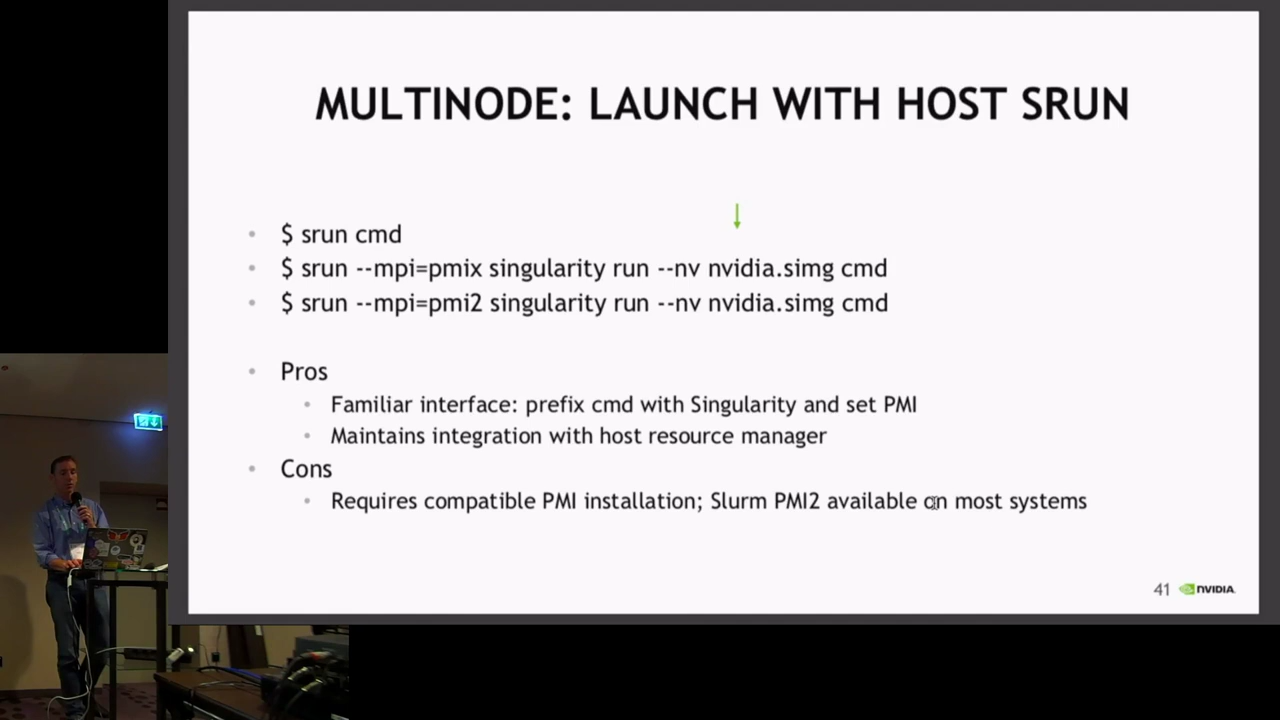 MULTINODE: LAUNCH WITH HOST SRUN
$ srun cmd
$ srun --mpi=pmix singularity run --nv nvidia.simg cmd
$ srun --mpi=pmi2 singularity run --nv nvidia.simg cmd
Pros
Familiar interface: prefix cmd with Singularity and set PMI
Maintains integration with host resource manager
Cons
Requires compatible PMI installation; Slurm PMI2 available on most systems
41 NVIDIA